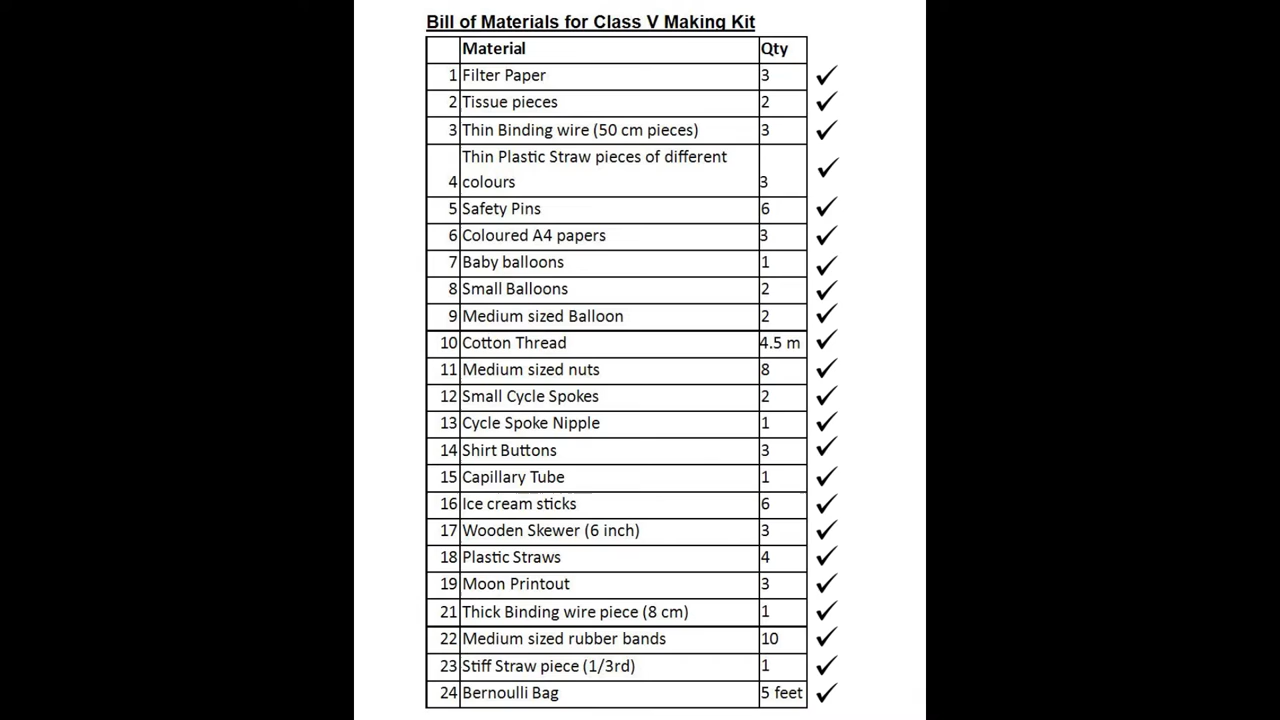 Bill of Materials for Class V Making Kit
Material Qty
1 Filter Paper 3 ✓
2 Tissue pieces 2 ✓
3 Thin Binding wire (50 cm pieces) 3 ✓
Thin Plastic Straw pieces of different
4 colours 3 ✓
5 Safety Pins 6 ✓
6 Coloured A4 papers 3 ✓
7 Baby balloons 1 ✓
8 Small Balloons 2 ✓
9 Medium sized Balloon 2 ✓
10 Cotton Thread 4.5 m ✓
11 Medium sized nuts 8 ✓
12 Small Cycle Spokes 2 ✓
13 Cycle Spoke Nipple 1 ✓
14 Shirt Buttons 3 ✓
15 Capillary Tube 1 ✓
16 Ice cream sticks 6 ✓
17 Wooden Skewer (6 inch) 3 ✓
18 Plastic Straws 4 ✓
19 Moon Printout 3 ✓
21 Thick Binding wire piece (8 cm) 1 ✓
22 Medium sized rubber bands 10 ✓
23 Stiff Straw piece (1/3rd) 1 ✓
24 Bernoulli Bag 5 feet ✓